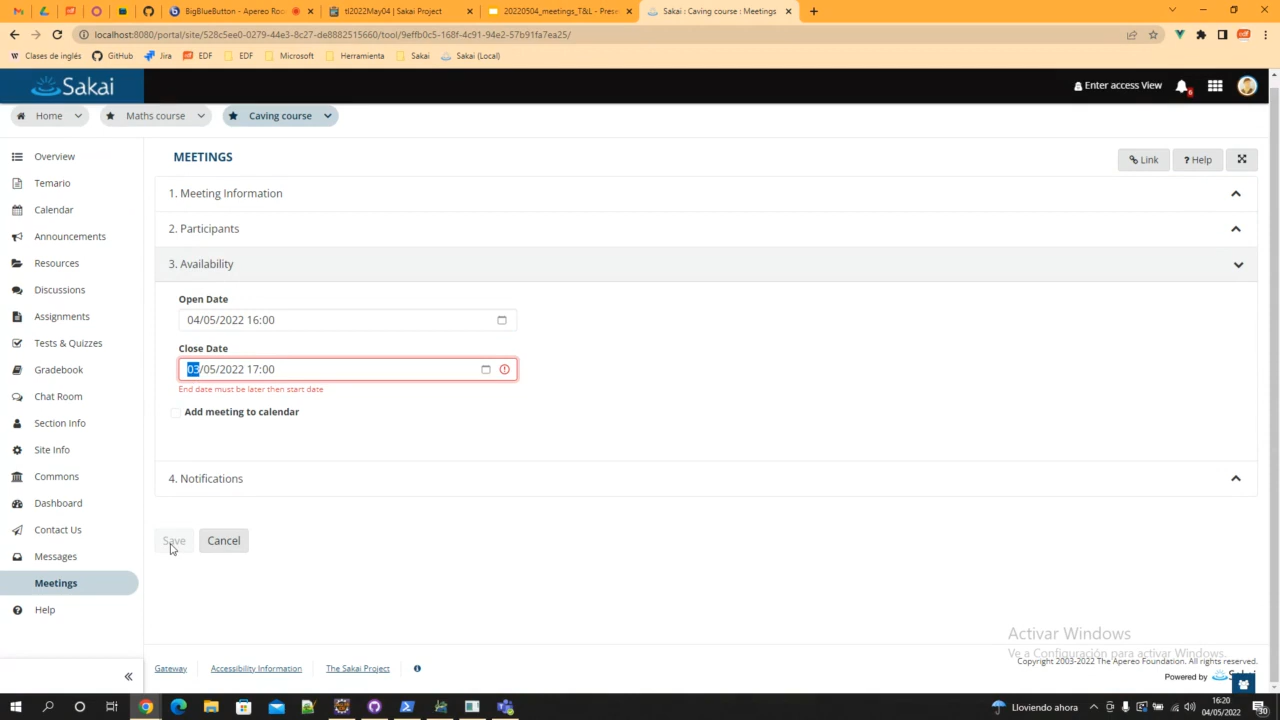 BigBlueButton - Apereo Roo
tl2022May04 | Sakai Project
20220504_meetings_T&L - Presen
Sakai : Caving course : Meetings
localhost:8080/portal/site/528c5ee0-0279-44e3-8c27-de8882515660/tool/9effb0c5-168f-4c91-94e2-57b91fa7ea25/
Clases de inglés
GitHub
Jira
EDF
EDF
Microsoft
Herramienta
Sakai
Sakai (Local)
Sakai
Enter access View
Home
Maths course
Caving course
Overview
Temario
Calendar
Announcements
Resources
Discussions
Assignments
Tests & Quizzes
Gradebook
Chat Room
Section Info
Site Info
Commons
Dashboard
Contact Us
Messages
Meetings
Help
MEETINGS
Link
? Help
1. Meeting Information
2. Participants
3. Availability
Open Date
04/05/2022 16:00
Close Date
03/05/2022 17:00
End date must be later then start date
Add meeting to calendar
4. Notifications
Save
Cancel
Activar Windows
Ve a Configuración para activar Windows.
Gateway
Accessibility Information
The Sakai Project
Copyright 2003-2022 The Apereo Foundation. All rights reserved.
Powered by
Lloviendo ahora
16:20
04/05/2022
30